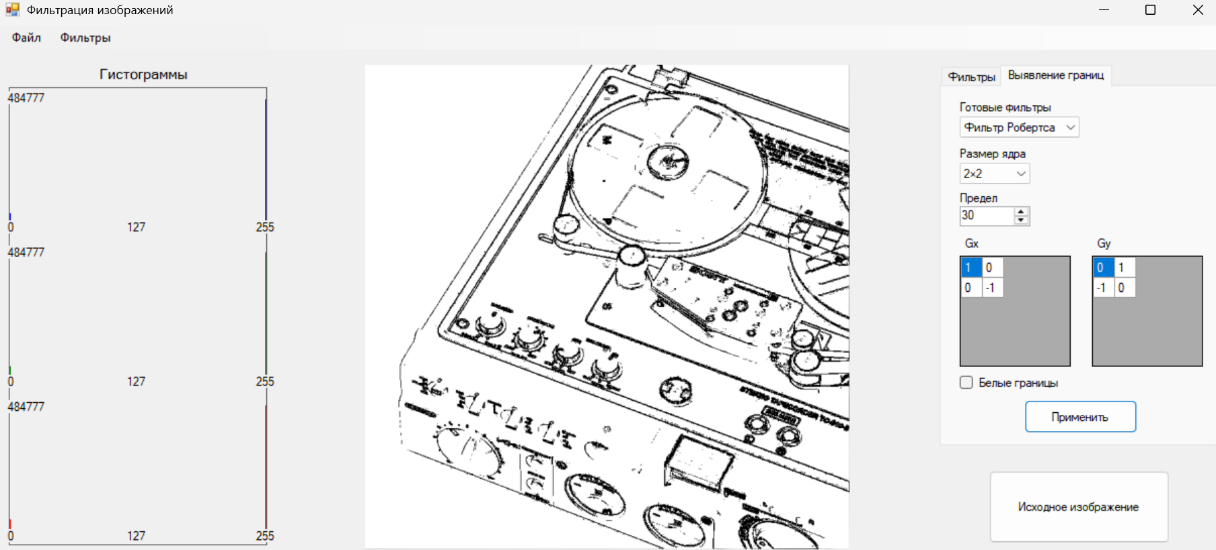 Фильтрация изображений
Файл Фильтры
Гистограммы
484777
0 127 255
484777
0 127 255
484777
0 127 255
Фильтры Выявление границ
Готовые фильтры
Фильтр Робертса
Размер ядра
2×2
Предел
30
Gx Gy
1 0 0 1
0 -1 -1 0
Белые границы
Применить
Исходное изображение